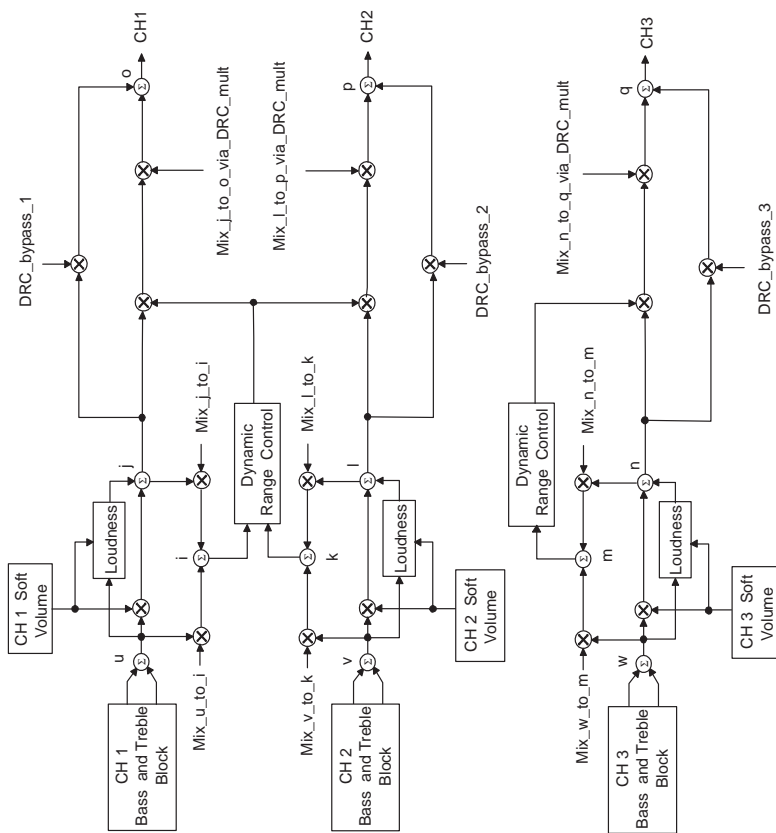 CH1
CH2
CH3
o
p
q
Mix_j_to_o_via_DRC_mult
Mix_l_to_p_via_DRC_mult
Mix_n_to_q_via_DRC_mult
DRC_bypass_1
DRC_bypass_2
DRC_bypass_3
Mix_j_to_i
Mix_l_to_k
Mix_n_to_m
Dynamic
Range Control
Dynamic
Range Control
j
l
n
Loudness
Loudness
Loudness
i
k
m
CH 1 Soft
Volume
CH 2 Soft
Volume
CH 3 Soft
Volume
u
v
w
Mix_u_to_i
Mix_v_to_k
Mix_w_to_m
CH 1
Bass and Treble
Block
CH 2
Bass and Treble
Block
CH 3
Bass and Treble
Block
Σ
Σ
Σ
Σ
Σ
Σ
Σ
Σ
Σ
Σ
Σ
Σ